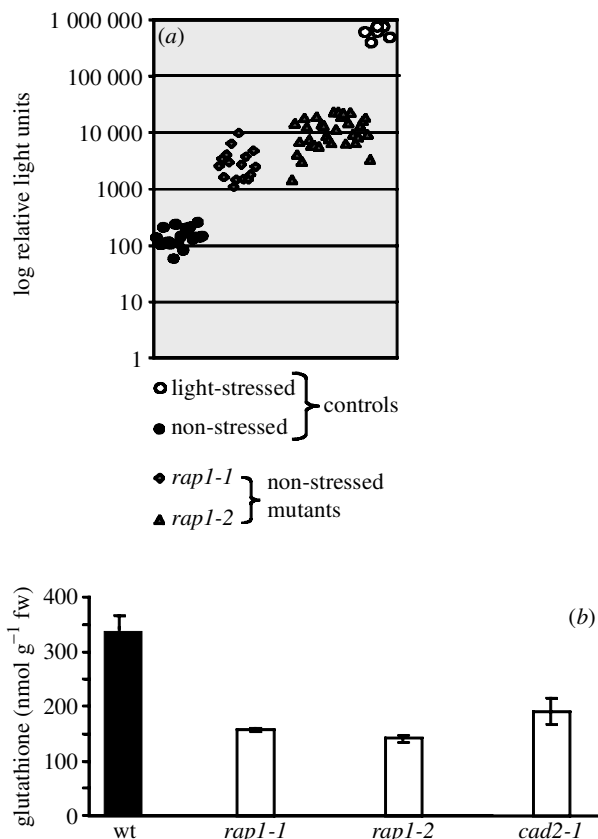 (a)
log relative light units
1 000 000
100 000
10 000
1000
100
10
1
light-stressed
non-stressed
controls
rap1-1
rap1-2
non-stressed
mutants
(b)
glutathione (nmol g⁻¹ fw)
400
300
200
150
0
wt
rap1-1
rap1-2
cad2-1